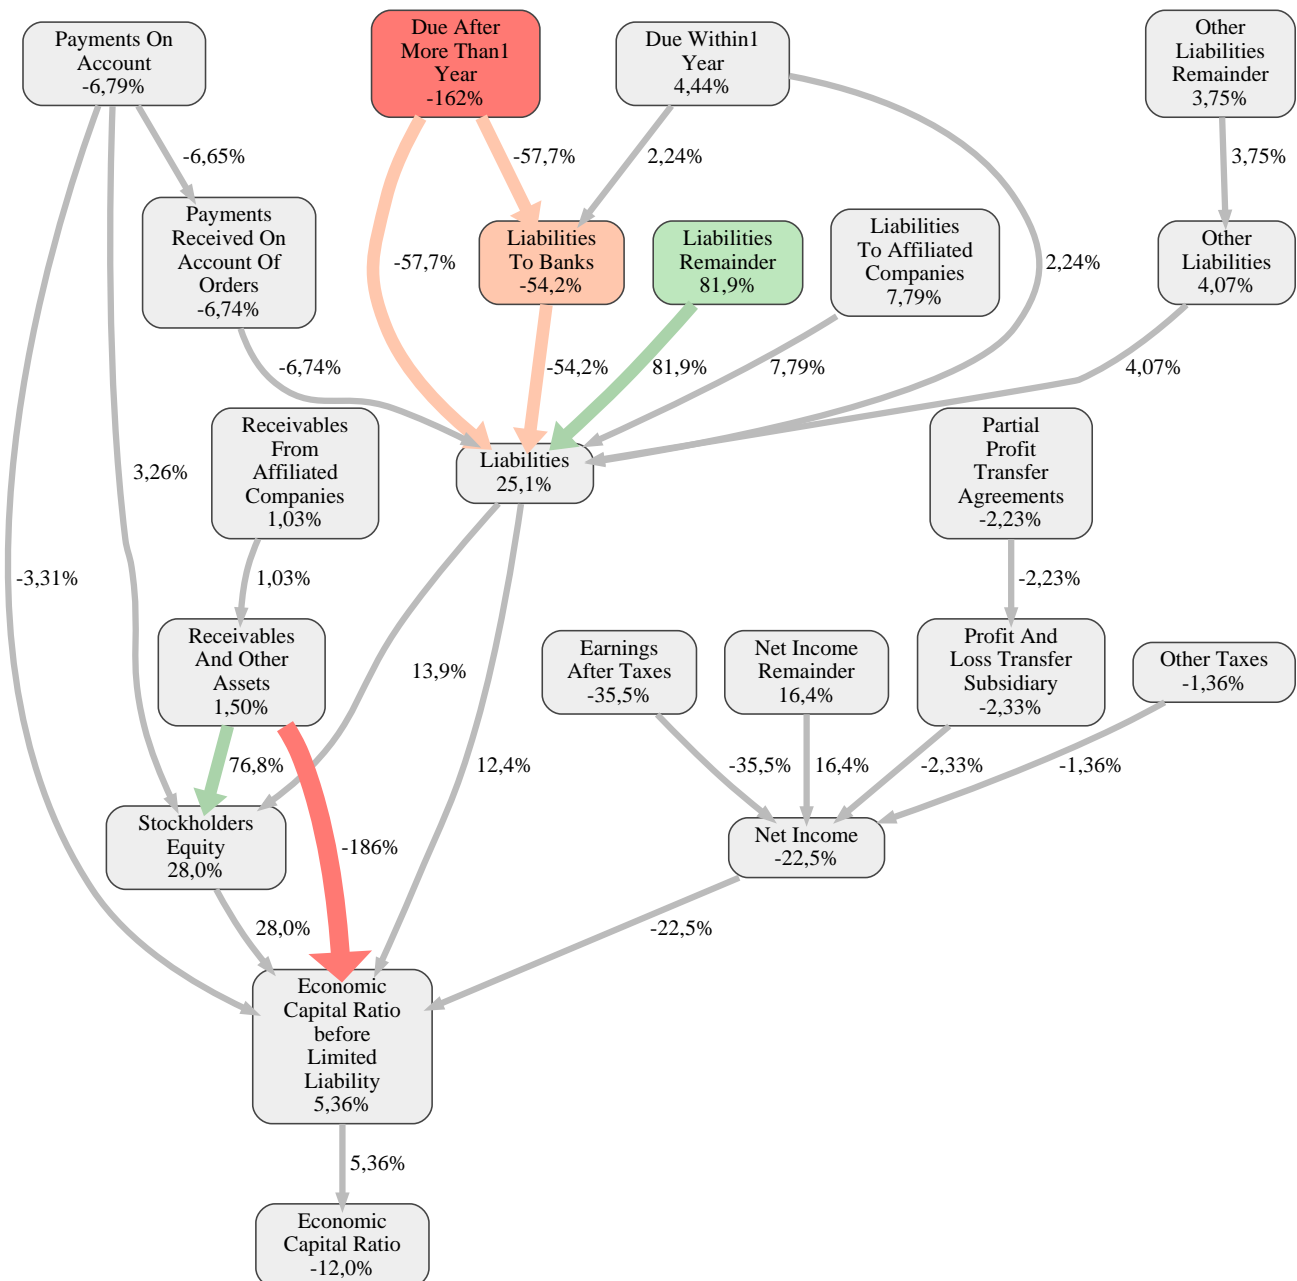 Payments On
Account
-6,79%
Due After
More Than1
Year
-162%
Due Within1
Year
4,44%
Other
Liabilities
Remainder
3,75%
-6,65%
-57,7%
2,24%
3,75%
Payments
Received On
Account Of
Orders
-6,74%
-57,7%
Liabilities
To Banks
-54,2%
Liabilities
Remainder
81,9%
Liabilities
To Affiliated
Companies
7,79%
2,24%
Other
Liabilities
4,07%
-6,74%
-54,2%
81,9%
7,79%
4,07%
3,26%
Receivables
From
Affiliated
Companies
1,03%
Liabilities
25,1%
Partial
Profit
Transfer
Agreements
-2,23%
-3,31%
1,03%
-2,23%
Receivables
And Other
Assets
1,50%
13,9%
Earnings
After Taxes
-35,5%
Net Income
Remainder
16,4%
Profit And
Loss Transfer
Subsidiary
-2,33%
Other Taxes
-1,36%
76,8%
12,4%
-35,5%
16,4%
-2,33%
-1,36%
Stockholders
Equity
28,0%
-186%
Net Income
-22,5%
28,0%
-22,5%
Economic
Capital Ratio
before
Limited
Liability
5,36%
5,36%
Economic
Capital Ratio
-12,0%